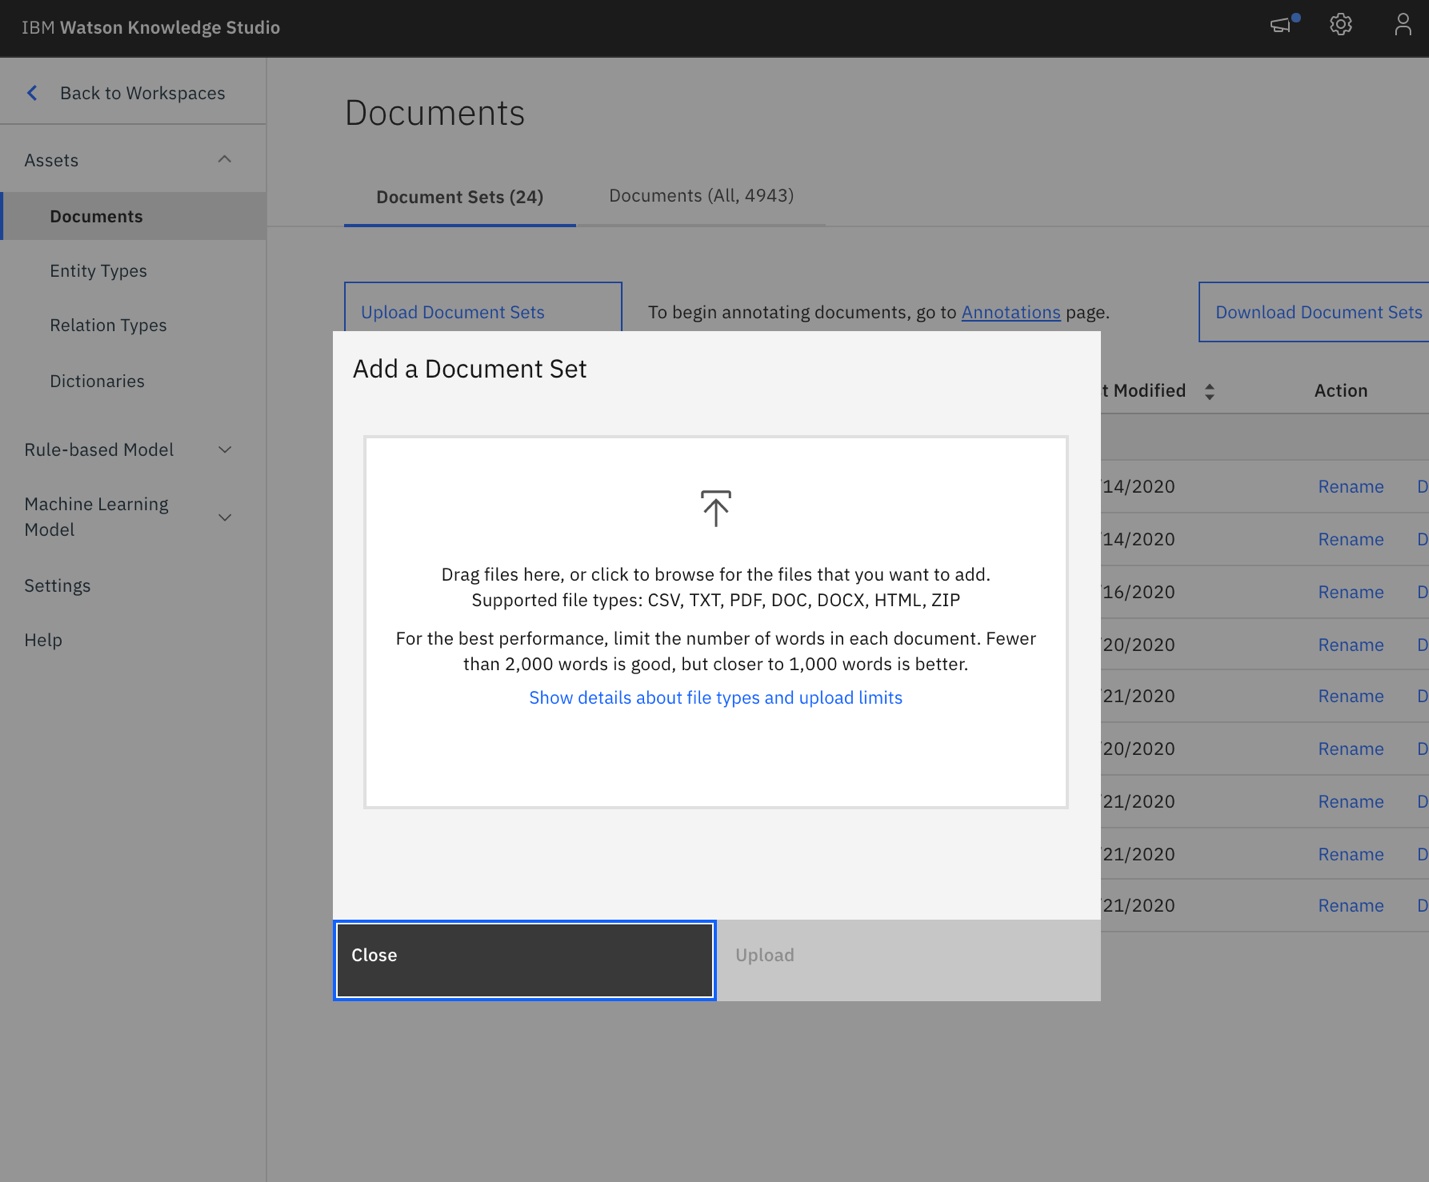 IBM Watson Knowledge Studio
Back to Workspaces
Assets
Documents
Entity Types
Relation Types
Dictionaries
Rule-based Model
Machine Learning
Model
Settings
Help
Documents
Document Sets (24)
Documents (All, 4943)
Upload Document Sets
To begin annotating documents, go to Annotations page.
Download Document Sets
Add a Document Set
Drag files here, or click to browse for the files that you want to add.
Supported file types: CSV, TXT, PDF, DOC, DOCX, HTML, ZIP
For the best performance, limit the number of words in each document. Fewer
than 2,000 words is good, but closer to 1,000 words is better.
Show details about file types and upload limits
Close
Upload
t Modified Action
/14/2020 Rename D
/14/2020 Rename D
/16/2020 Rename D
/20/2020 Rename D
/21/2020 Rename D
/20/2020 Rename D
/21/2020 Rename D
/21/2020 Rename D
/21/2020 Rename D